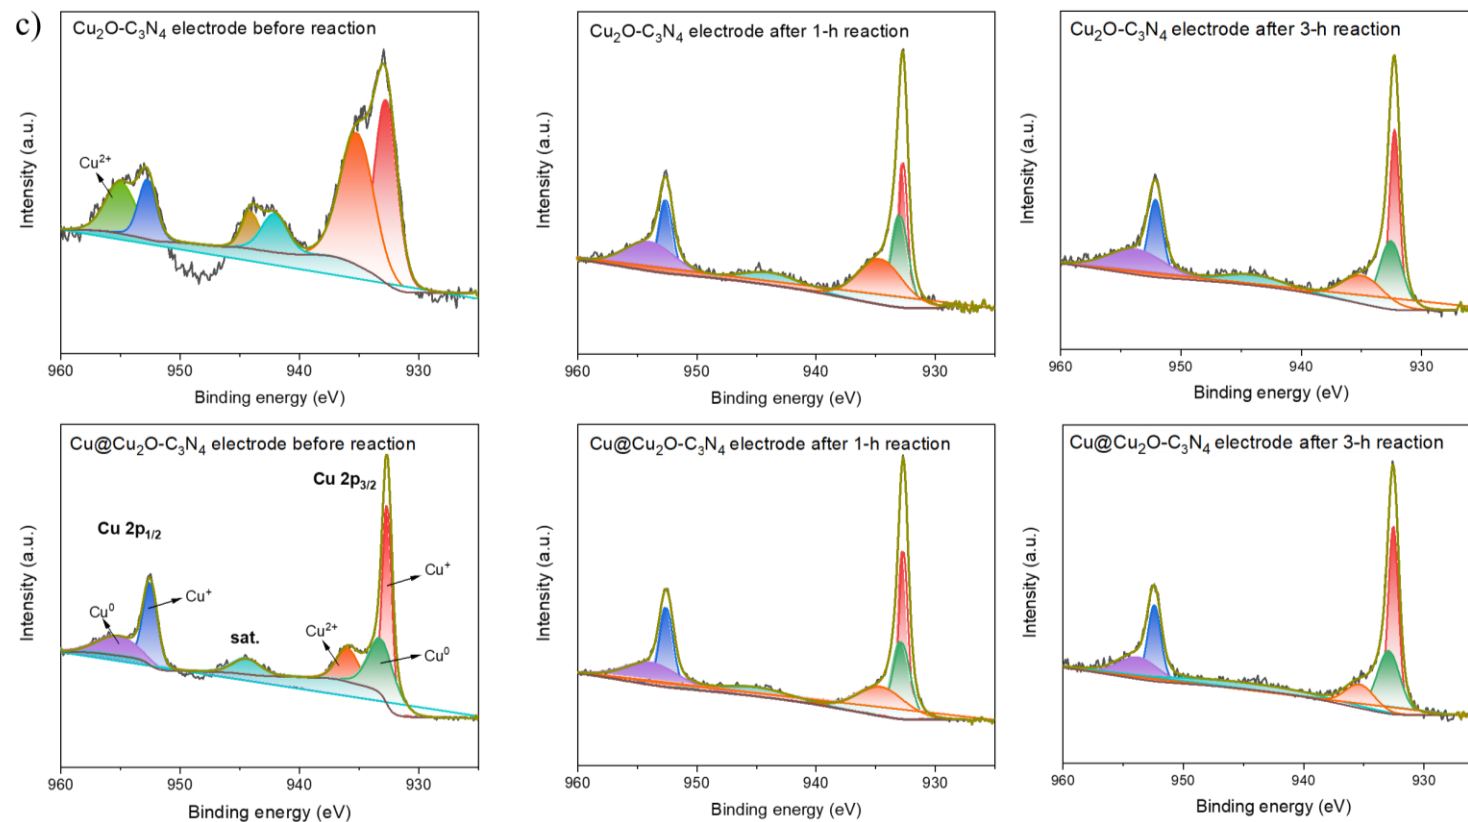 c)
Cu₂O-C₃N₄ electrode before reaction
Cu²⁺
Intensity (a.u.)
960 950 940 930
Binding energy (eV)
Cu₂O-C₃N₄ electrode after 1-h reaction
Intensity (a.u.)
960 950 940 930
Binding energy (eV)
Cu₂O-C₃N₄ electrode after 3-h reaction
Intensity (a.u.)
960 950 940 930
Binding energy (eV)
Cu@Cu₂O-C₃N₄ electrode before reaction
Cu 2p₃/₂
Cu 2p₁/₂
Cu⁺
Cu⁺
Cu⁰
sat.
Cu²⁺
Cu⁰
Intensity (a.u.)
960 950 940 930
Binding energy (eV)
Cu@Cu₂O-C₃N₄ electrode after 1-h reaction
Intensity (a.u.)
960 950 940 930
Binding energy (eV)
Cu@Cu₂O-C₃N₄ electrode after 3-h reaction
Intensity (a.u.)
960 950 940 930
Binding energy (eV)